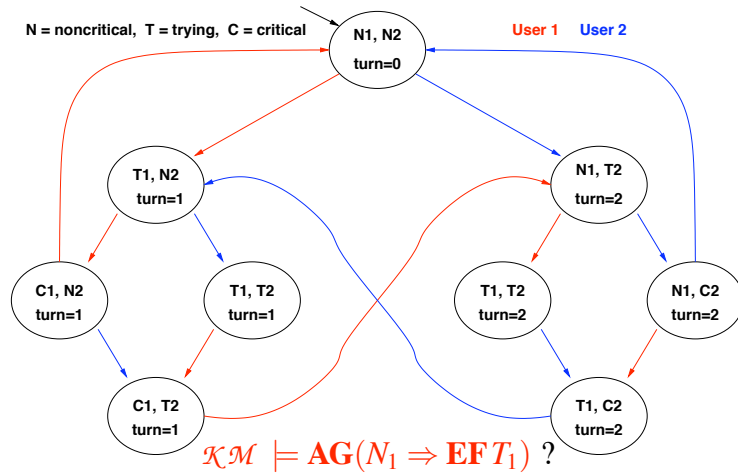 N = noncritical, T = trying, C = critical
N1, N2
turn=0
User 1 User 2
T1, N2
turn=1
N1, T2
turn=2
C1, N2
turn=1
T1, T2
turn=1
T1, T2
turn=2
N1, C2
turn=2
C1, T2
turn=1
T1, C2
turn=2
𝒦ℳ ⊨ AG(N₁ ⇒ EF T₁) ?